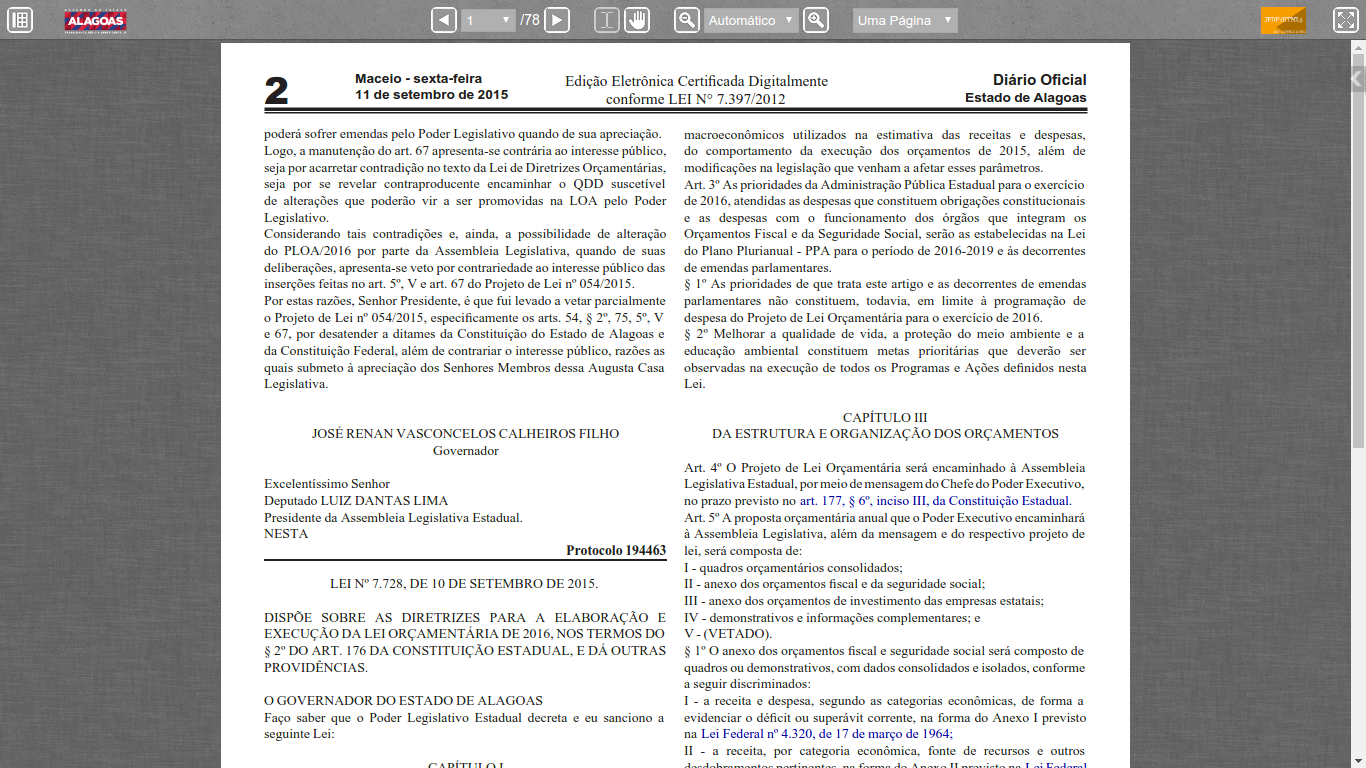 ALAGOAS
1
/78
Automático
Uma Página
2
Maceio - sexta-feira
11 de setembro de 2015
Edição Eletrônica Certificada Digitalmente
conforme LEI N° 7.397/2012
Diário Oficial
Estado de Alagoas
poderá sofrer emendas pelo Poder Legislativo quando de sua apreciação.
Logo, a manutenção do art. 67 apresenta-se contrária ao interesse público,
seja por acarretar contradição no texto da Lei de Diretrizes Orçamentárias,
seja por se revelar contraproducente encaminhar o QDD suscetível
de alterações que poderão vir a ser promovidas na LOA pelo Poder
Legislativo.
Considerando tais contradições e, ainda, a possibilidade de alteração
do PLOA/2016 por parte da Assembleia Legislativa, quando de suas
deliberações, apresenta-se veto por contrariedade ao interesse público das
inserções feitas no art. 5º, V e art. 67 do Projeto de Lei nº 054/2015.
Por estas razões, Senhor Presidente, é que fui levado a vetar parcialmente
o Projeto de Lei nº 054/2015, especificamente os arts. 54, § 2º, 75, 5º, V
e 67, por desatender a ditames da Constituição do Estado de Alagoas e
da Constituição Federal, além de contrariar o interesse público, razões as
quais submeto à apreciação dos Senhores Membros dessa Augusta Casa
Legislativa.
JOSÉ RENAN VASCONCELOS CALHEIROS FILHO
Governador
Excelentíssimo Senhor
Deputado LUIZ DANTAS LIMA
Presidente da Assembleia Legislativa Estadual.
NESTA
Protocolo 194463
LEI Nº 7.728, DE 10 DE SETEMBRO DE 2015.
DISPÕE SOBRE AS DIRETRIZES PARA A ELABORAÇÃO E
EXECUÇÃO DA LEI ORÇAMENTÁRIA DE 2016, NOS TERMOS DO
§ 2º DO ART. 176 DA CONSTITUIÇÃO ESTADUAL, E DÁ OUTRAS
PROVIDÊNCIAS.
O GOVERNADOR DO ESTADO DE ALAGOAS
Faço saber que o Poder Legislativo Estadual decreta e eu sanciono a
seguinte Lei:
CAPÍTULO I
macroeconômicos utilizados na estimativa das receitas e despesas,
do comportamento da execução dos orçamentos de 2015, além de
modificações na legislação que venham a afetar esses parâmetros.
Art. 3º As prioridades da Administração Pública Estadual para o exercício
de 2016, atendidas as despesas que constituem obrigações constitucionais
e as despesas com o funcionamento dos órgãos que integram os
Orçamentos Fiscal e da Seguridade Social, serão as estabelecidas na Lei
do Plano Plurianual - PPA para o período de 2016-2019 e às decorrentes
de emendas parlamentares.
§ 1º As prioridades de que trata este artigo e as decorrentes de emendas
parlamentares não constituem, todavia, em limite à programação de
despesa do Projeto de Lei Orçamentária para o exercício de 2016.
§ 2º Melhorar a qualidade de vida, a proteção do meio ambiente e a
educação ambiental constituem metas prioritárias que deverão ser
observadas na execução de todos os Programas e Ações definidos nesta
Lei.
CAPÍTULO III
DA ESTRUTURA E ORGANIZAÇÃO DOS ORÇAMENTOS
Art. 4º O Projeto de Lei Orçamentária será encaminhado à Assembleia
Legislativa Estadual, por meio de mensagem do Chefe do Poder Executivo,
no prazo previsto no art. 177, § 6º, inciso III, da Constituição Estadual.
Art. 5º A proposta orçamentária anual que o Poder Executivo encaminhará
à Assembleia Legislativa, além da mensagem e do respectivo projeto de
lei, será composta de:
I - quadros orçamentários consolidados;
II - anexo dos orçamentos fiscal e da seguridade social;
III - anexo dos orçamentos de investimento das empresas estatais;
IV - demonstrativos e informações complementares; e
V - (VETADO).
§ 1º O anexo dos orçamentos fiscal e seguridade social será composto de
quadros ou demonstrativos, com dados consolidados e isolados, conforme
a seguir discriminados:
I - a receita e despesa, segundo as categorias econômicas, de forma a
evidenciar o déficit ou superávit corrente, na forma do Anexo I previsto
na Lei Federal nº 4.320, de 17 de março de 1964;
II - a receita, por categoria econômica, fonte de recursos e outros
desdobramentos pertinentes, na forma do Anexo II previsto na Lei Federal